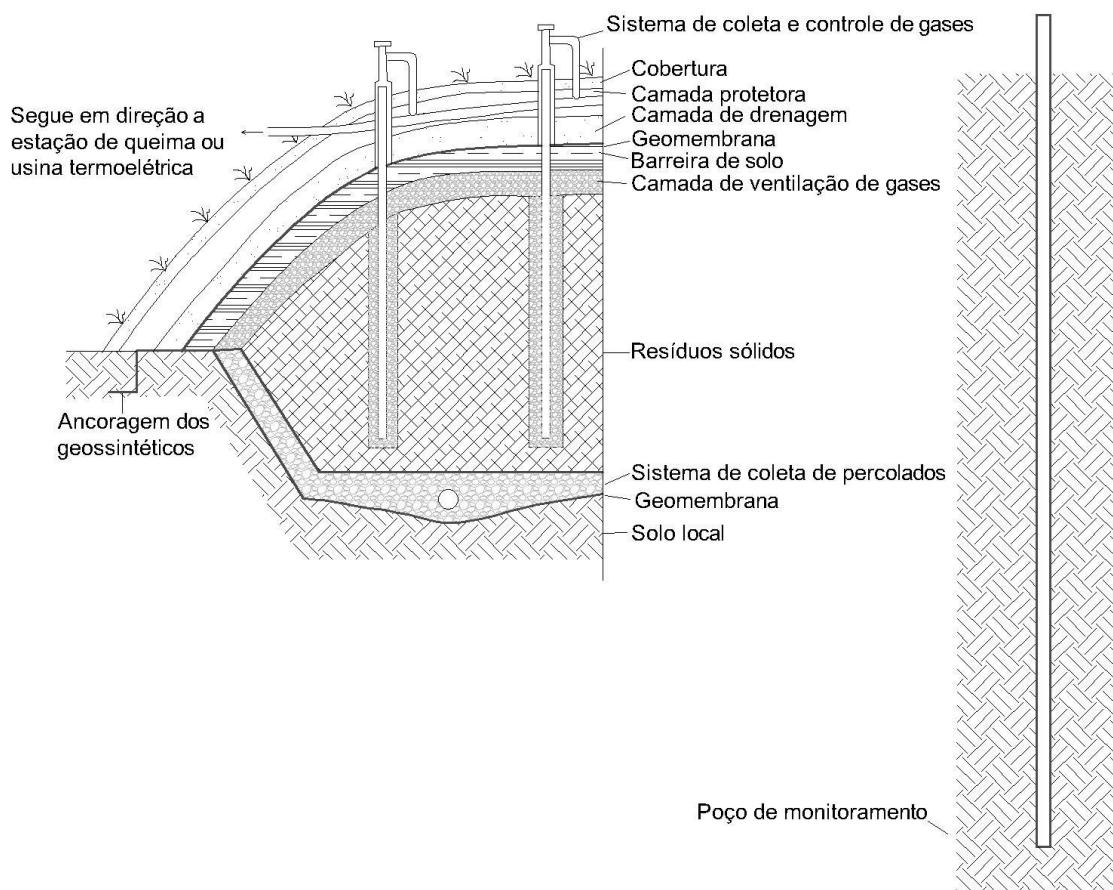 Sistema de coleta e controle de gases
Cobertura
Camada protetora
Camada de drenagem
Geomembrana
Barreira de solo
Camada de ventilação de gases
Segue em direção a
estação de queima ou
usina termoelétrica
Resíduos sólidos
Ancoragem dos
geossintéticos
Sistema de coleta de percolados
Geomembrana
Solo local
Poço de monitoramento